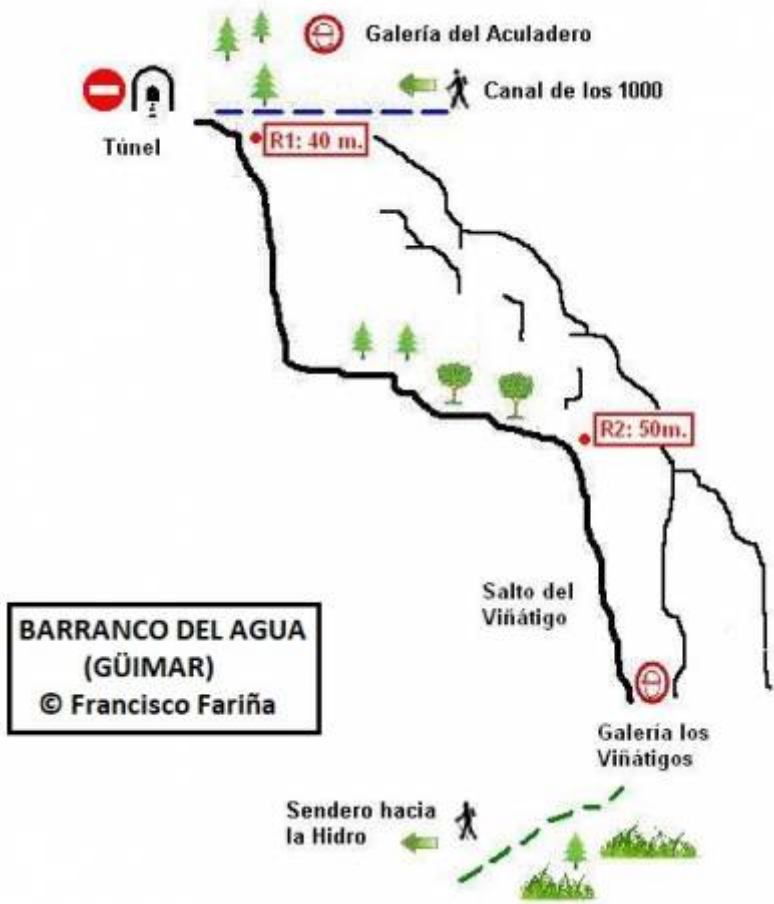 Galería del Aculadero
Canal de los 1000
Túnel
R1: 40 m.
R2: 50m.
Salto del
Viñátigo
BARRANCO DEL AGUA
(GÜIMAR)
© Francisco Fariña
Galería los
Viñátigos
Sendero hacia
la Hidro